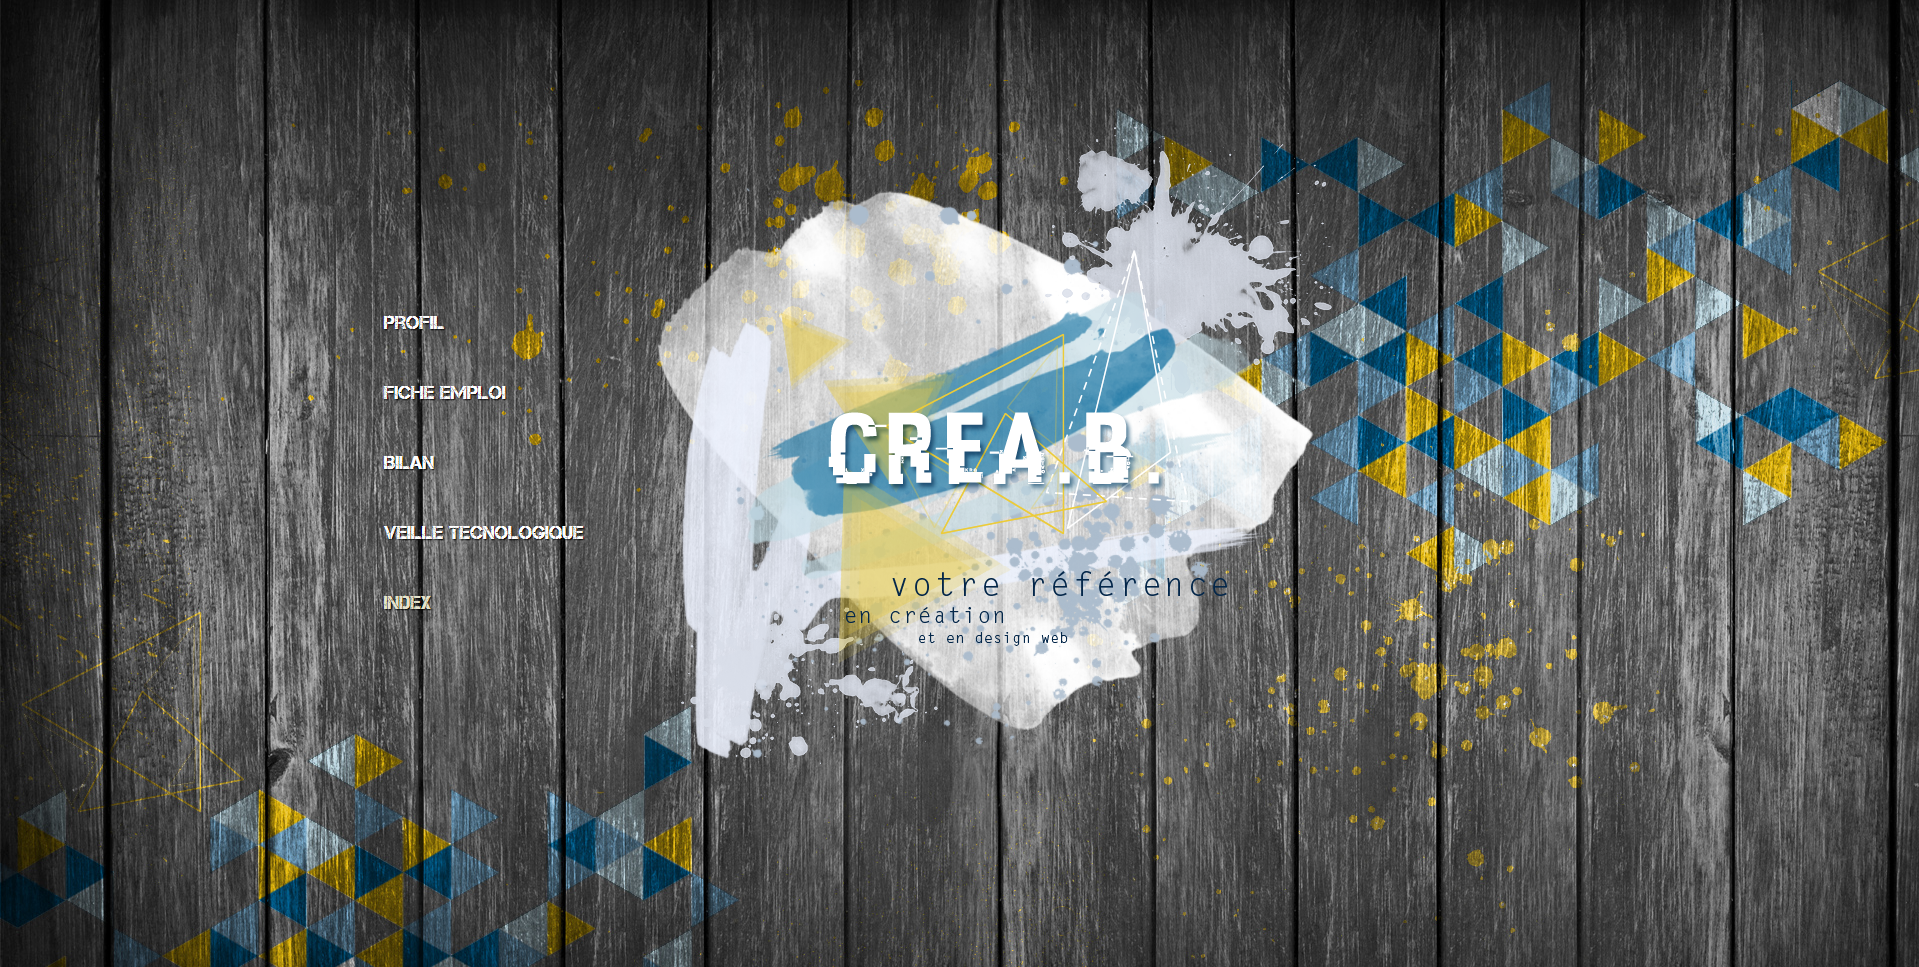 PROFIL
FICHE EMPLOI
BILAN
VEILLE TECNOLOGIQUE
INDEX
CREA.B.
votre référence
en création
et en design web